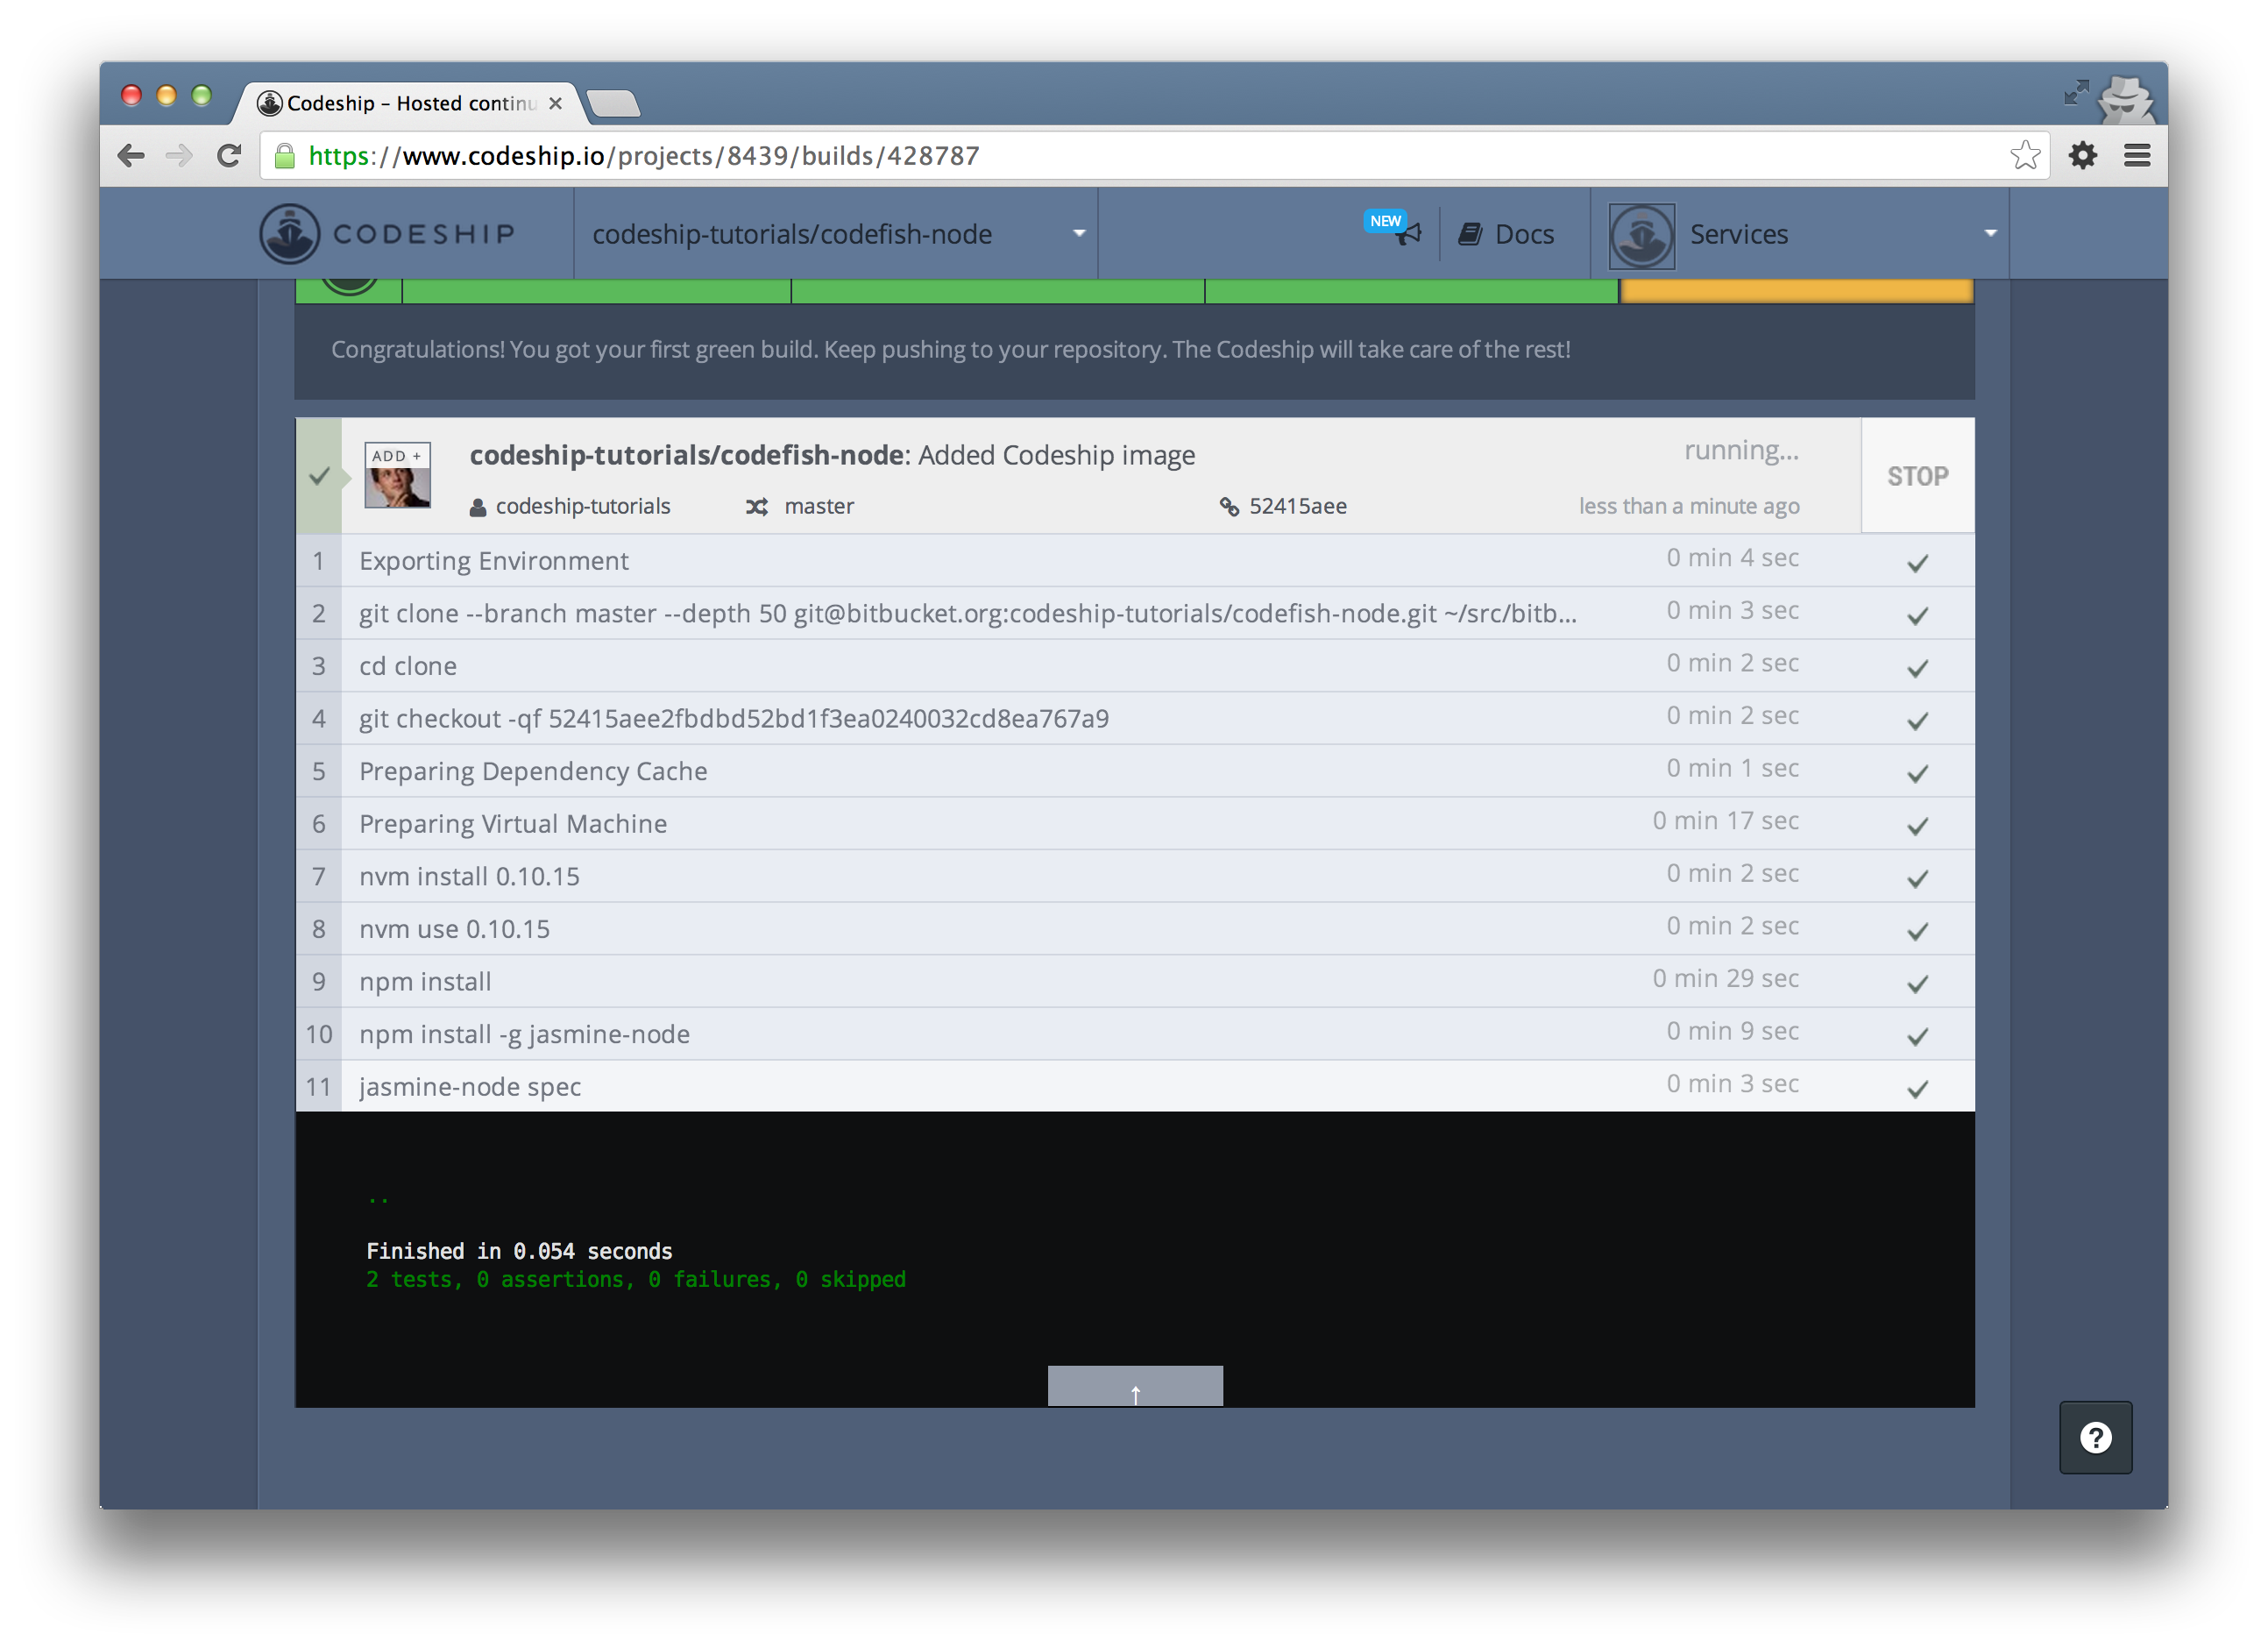 Codeship – Hosted continu
https://www.codeship.io/projects/8439/builds/428787
CODESHIP
codeship-tutorials/codefish-node
NEW
Docs
Services
Congratulations! You got your first green build. Keep pushing to your repository. The Codeship will take care of the rest!
ADD +
codeship-tutorials/codefish-node: Added Codeship image
running...
STOP
codeship-tutorials
master
52415aee
less than a minute ago
1 Exporting Environment 0 min 4 sec
2 git clone --branch master --depth 50 git@bitbucket.org:codeship-tutorials/codefish-node.git ~/src/bitb... 0 min 3 sec
3 cd clone 0 min 2 sec
4 git checkout -qf 52415aee2fbdbd52bd1f3ea0240032cd8ea767a9 0 min 2 sec
5 Preparing Dependency Cache 0 min 1 sec
6 Preparing Virtual Machine 0 min 17 sec
7 nvm install 0.10.15 0 min 2 sec
8 nvm use 0.10.15 0 min 2 sec
9 npm install 0 min 29 sec
10 npm install -g jasmine-node 0 min 9 sec
11 jasmine-node spec 0 min 3 sec
..
Finished in 0.054 seconds
2 tests, 0 assertions, 0 failures, 0 skipped
↑
?